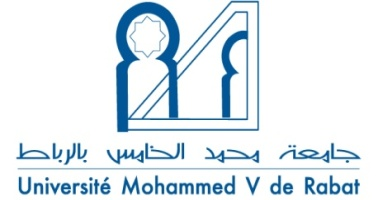 جامعة محمد الخامس بالرباط
Université Mohammed V de Rabat